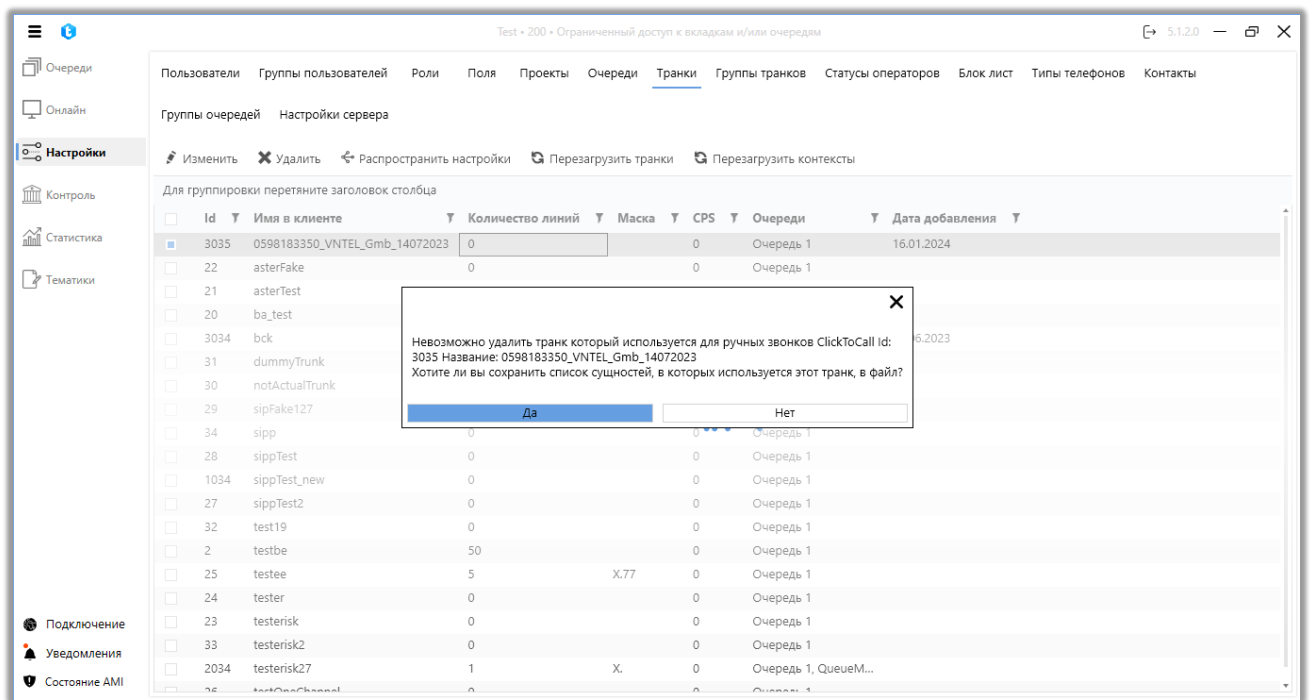 Test • 200 • Ограниченный доступ к вкладкам и/или очередям 5.1.2.0
Очереди
Онлайн
Настройки
Контроль
Статистика
Тематики
Подключение
Уведомления
Состояние AMI
Пользователи Группы пользователей Роли Поля Проекты Очереди Транки Группы транков Статусы операторов Блок лист Типы телефонов Контакты
Группы очередей Настройки сервера
Изменить Удалить Распространить настройки Перезагрузить транки Перезагрузить контексты
Для группировки перетяните заголовок столбца
Id Имя в клиенте Количество линий Маска CPS Очереди Дата добавления
3035 0598183350_VNTEL_Gmb_14072023 0 0 Очередь 1 16.01.2024
22 asterFake 0 0 Очередь 1
21 asterTest
20 ba_test
3034 bck 6.2023
31 dummyTrunk
30 notActualTrunk
29 sipFake127
34 sipp 0 0 Очередь 1
28 sippTest 0 0 Очередь 1
1034 sippTest_new 0 0 Очередь 1
27 sippTest2 0 0 Очередь 1
32 test19 0 0 Очередь 1
2 testbe 50 0 Очередь 1
25 testee 5 X.77 0 Очередь 1
24 tester 0 0 Очередь 1
23 testerisk 0 0 Очередь 1
33 testerisk2 0 0 Очередь 1
2034 testerisk27 1 X. 0 Очередь 1, QueueM...
26 testOneChannel 0 0 Очередь 1
Невозможно удалить транк который используется для ручных звонков ClickToCall Id:
3035 Название: 0598183350_VNTEL_Gmb_14072023
Хотите ли вы сохранить список сущностей, в которых используется этот транк, в файл?
Да Нет